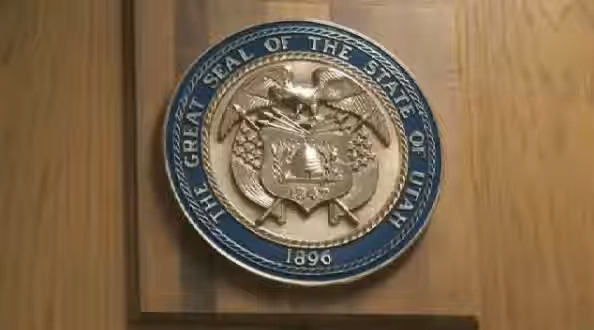 THE GREAT SEAL OF THE STATE OF UTAH
1847
1896